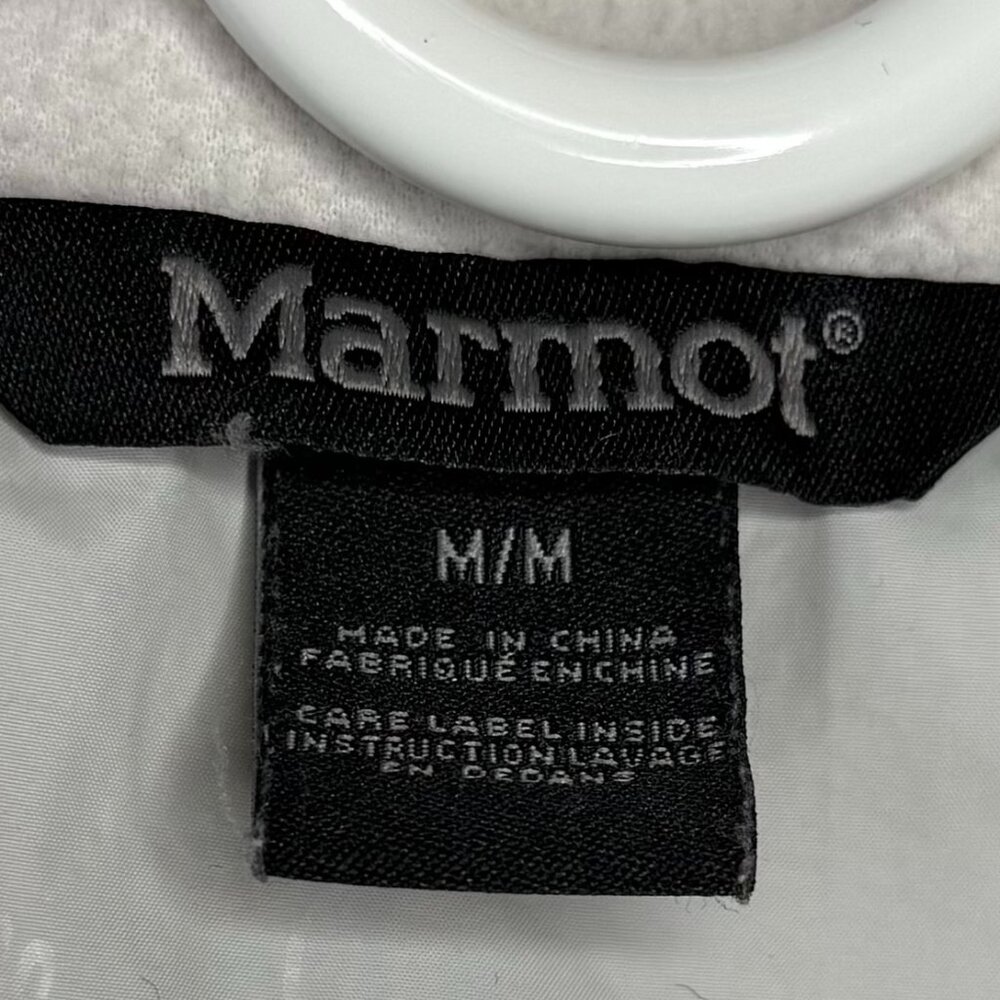 Marmot®
M/M
MADE IN CHINA
FABRIQUÉ EN CHINE
CARE LABEL INSIDE
INSTRUCTION LAVAGE
EN DEDANS